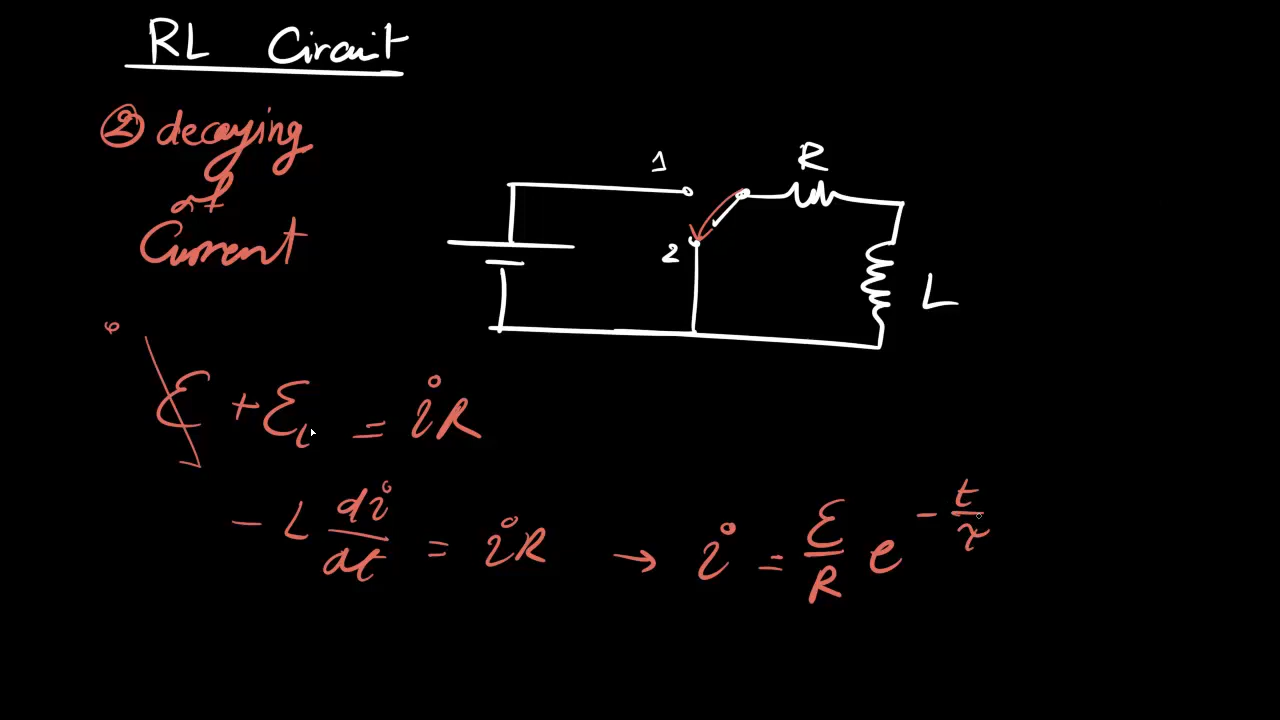 RL Circuit
② decaying
of
Current
1
R
2
L
ε + ε_L = iR
- L di/dt = iR → i = ε/R e^(-t/τ)